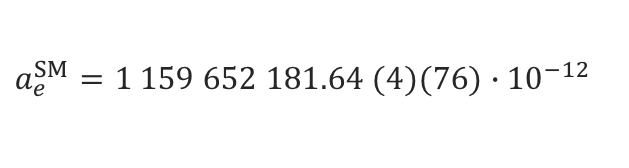 a_e^SM = 1 159 652 181.64 (4)(76) · 10^−12